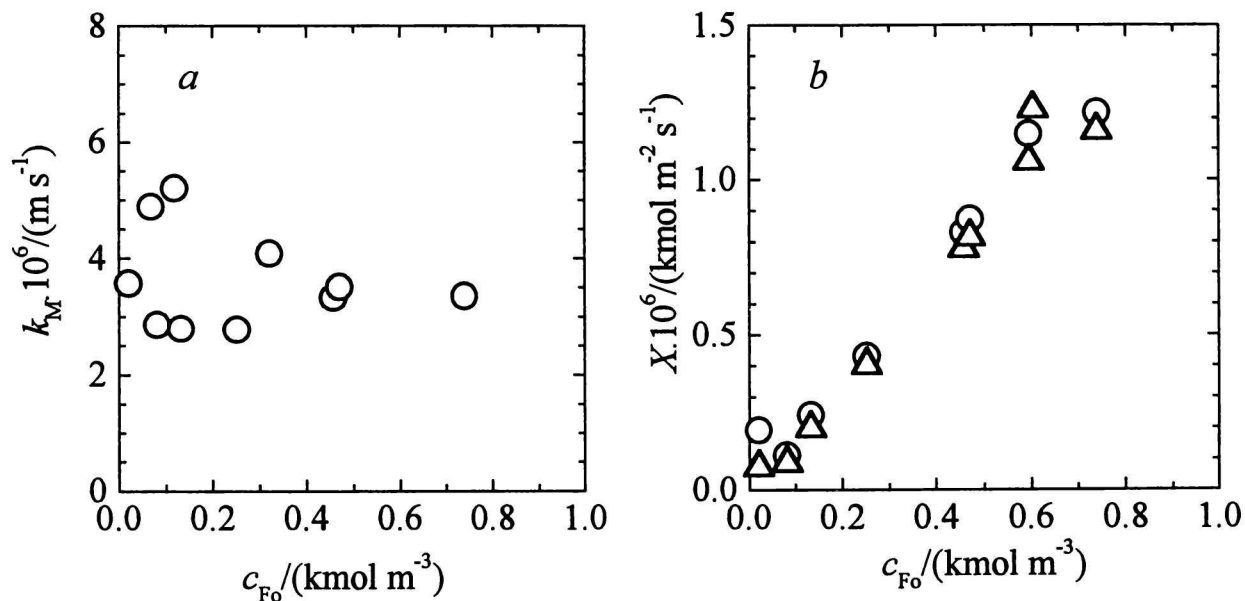 a
8
6
4
2
0
k_M 10^6/(m s^-1)
0.0 0.2 0.4 0.6 0.8 1.0
c_Fo/(kmol m^-3)
b
1.5
1.0
0.5
0.0
X.10^6/(kmol m^-2 s^-1)
0.0 0.2 0.4 0.6 0.8 1.0
c_Fo/(kmol m^-3)